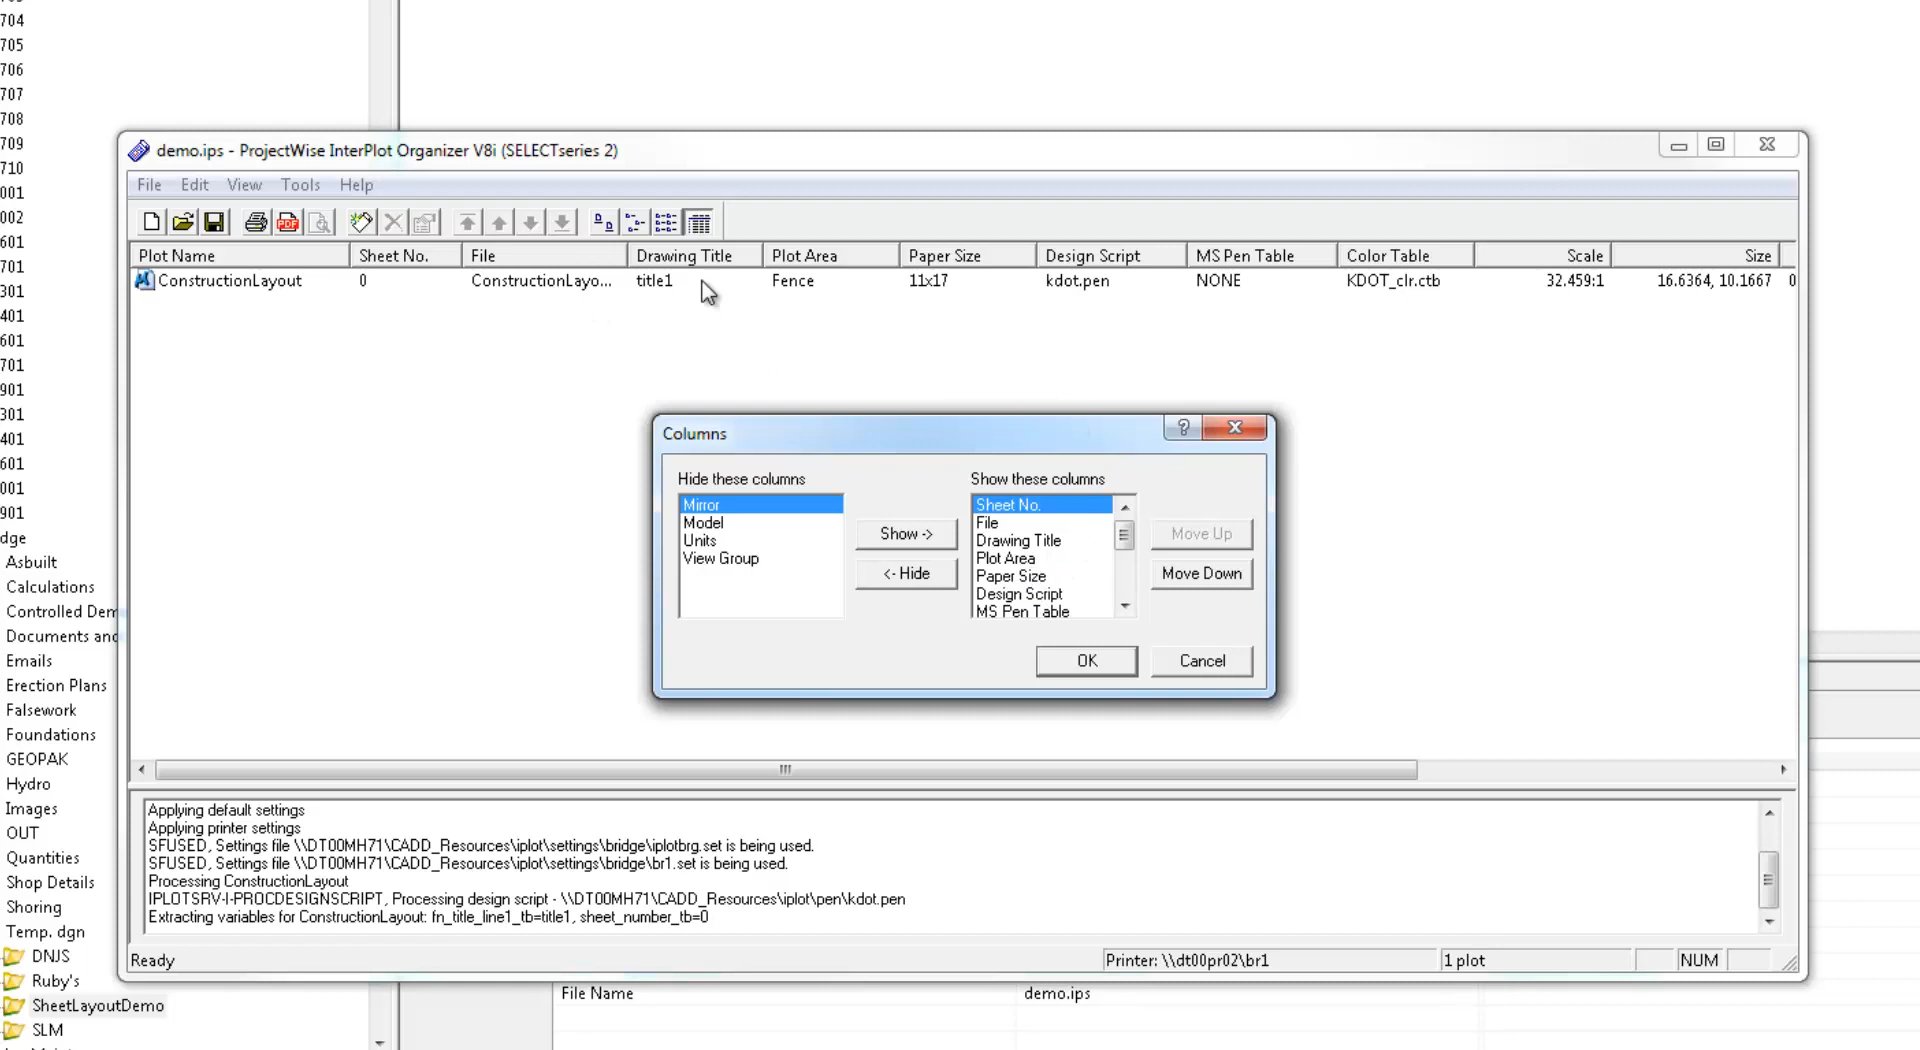 704
705
706
707
708
709
710
001
002
601
701
301
401
601
701
901
301
401
601
001
901
dge
Asbuilt
Calculations
Controlled Dem
Documents and
Emails
Erection Plans
Falsework
Foundations
GEOPAK
Hydro
Images
OUT
Quantities
Shop Details
Shoring
Temp. dgn
DNJS
Ruby's
SheetLayoutDemo
SLM
demo.ips - ProjectWise InterPlot Organizer V8i (SELECTseries 2)
File Edit View Tools Help
Plot Name Sheet No. File Drawing Title Plot Area Paper Size Design Script MS Pen Table Color Table Scale Size
ConstructionLayout 0 ConstructionLayo... title1 Fence 11x17 kdot.pen NONE KDOT_clr.ctb 32.459:1 16.6364, 10.1667 0
Columns
Hide these columns
Mirror
Model
Units
View Group
Show ->
<- Hide
Show these columns
Sheet No.
File
Drawing Title
Plot Area
Paper Size
Design Script
MS Pen Table
Move Up
Move Down
OK Cancel
Applying default settings
Applying printer settings
SFUSED, Settings file \\DT00MH71\CADD_Resources\iplot\settings\bridge\iplotbrg.set is being used.
SFUSED, Settings file \\DT00MH71\CADD_Resources\iplot\settings\bridge\br1.set is being used.
Processing ConstructionLayout
IPLOTSRV-I-PROCDESIGNSCRIPT, Processing design script - \\DT00MH71\CADD_Resources\iplot\pen\kdot.pen
Extracting variables for ConstructionLayout: fn_title_line1_tb=title1, sheet_number_tb=0
Ready Printer: \\dt00pr02\br1 1 plot NUM
File Name demo.ips